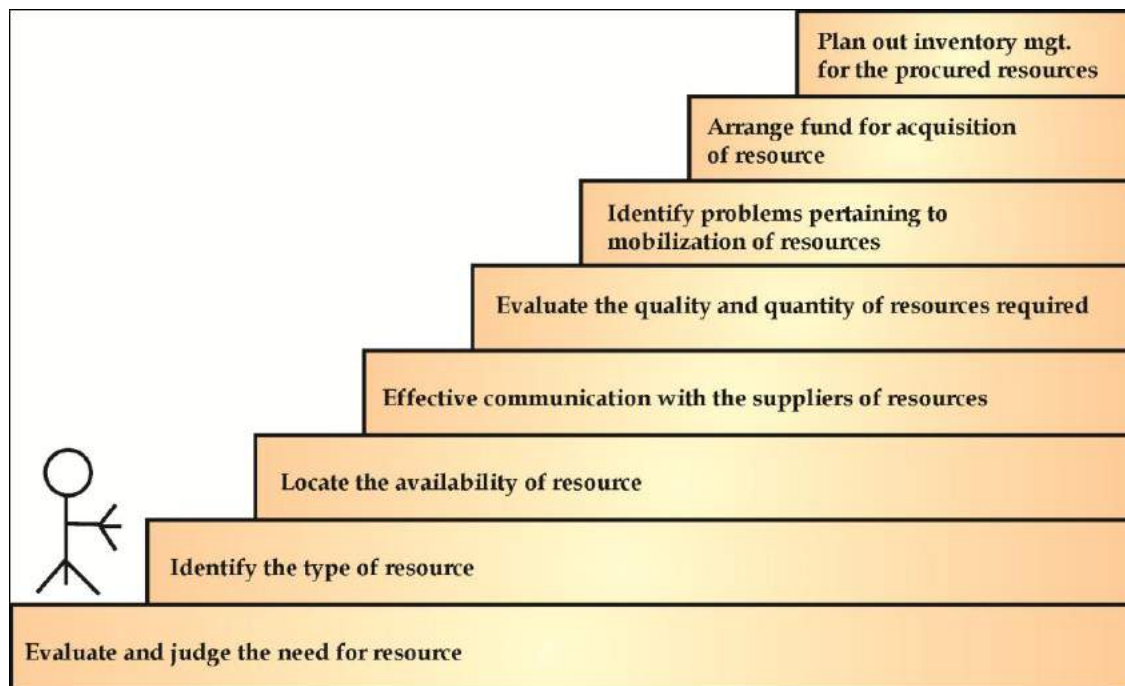 Plan out inventory mgt.
for the procured resources
Arrange fund for acquisition
of resource
Identify problems pertaining to
mobilization of resources
Evaluate the quality and quantity of resources required
Effective communication with the suppliers of resources
Locate the availability of resource
Identify the type of resource
Evaluate and judge the need for resource